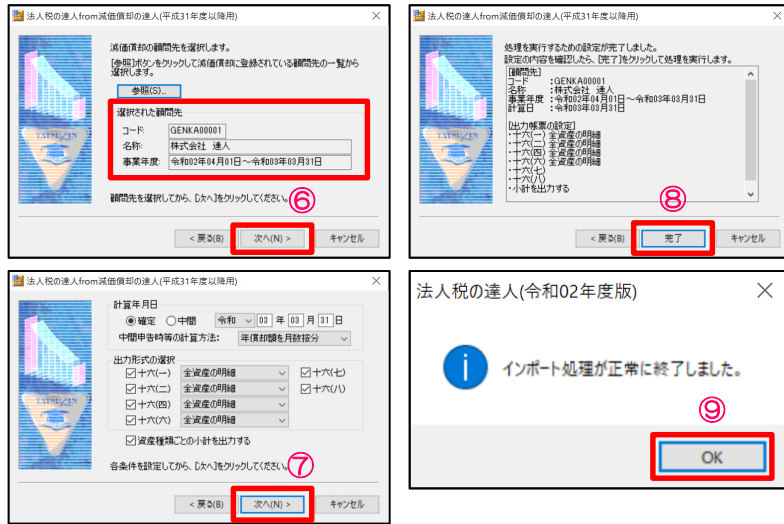 法人税の達人from減価償却の達人(平成31年度以降用)
減価償却の顧問先を選択します。
[参照]ボタンをクリックして減価償却に登録されている顧問先の一覧から
選択します。
参照(S)...
選択された顧問先
コード: GENKA00001
名称: 株式会社 達人
事業年度: 令和02年04月01日～令和03年03月31日
顧問先を選択してから、[次へ]をクリックしてください。
⑥
< 戻る(B) 次へ(N) > キャンセル
TATSUZEN
法人税の達人from減価償却の達人(平成31年度以降用)
計算年月日
確定 中間 令和 03 年 03 月 31 日
中間申告時等の計算方法: 年償却額を月数按分
出力形式の選択
十六(一) 全資産の明細 十六(七)
十六(二) 全資産の明細 十六(八)
十六(四) 全資産の明細
十六(六) 全資産の明細
資産種類ごとの小計を出力する
各条件を設定してから、[次へ]をクリックしてください。
⑦
< 戻る(B) 次へ(N) > キャンセル
TATSUZEN
法人税の達人from減価償却の達人(平成31年度以降用)
処理を実行するための設定が完了しました。
設定の内容を確認したら、[完了]をクリックして処理を実行します。
[顧問先]
コード :GENKA00001
名称 :株式会社 達人
事業年度 :令和02年04月01日～令和03年03月31日
計算日 :令和03年03月31日
[出力帳票の設定]
・十六(一) 全資産の明細
・十六(二) 全資産の明細
・十六(四) 全資産の明細
・十六(六) 全資産の明細
・十六(七)
・十六(八)
・小計を出力する
⑧
< 戻る(B) 完了 キャンセル
TATSUZEN
法人税の達人(令和02年度版)
インポート処理が正常に終了しました。
⑨
OK